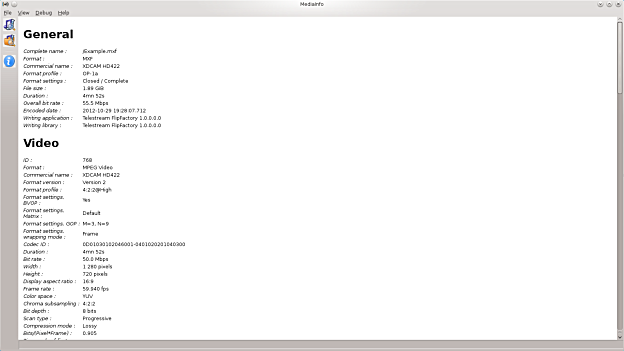 MediaInfo
File View Debug Help
General
Complete name : /Example.mxf
Format : MXF
Commercial name : XDCAM HD422
Format profile : OP-1a
Format settings : Closed / Complete
File size : 1.89 GiB
Duration : 4mn 52s
Overall bit rate : 55.5 Mbps
Encoded date : 2012-10-29 19:28:07.712
Writing application : Telestream FlipFactory 1.0.0.0.0
Writing library : Telestream FlipFactory 1.0.0.0.0
Video
ID : 768
Format : MPEG Video
Commercial name : XDCAM HD422
Format version : Version 2
Format profile : 4:2:2@High
Format settings, BVOP : Yes
Format settings, Matrix : Default
Format settings, GOP : M=3, N=9
Format settings, wrapping mode : Frame
Codec ID : 0D01030102046001-0401020201040300
Duration : 4mn 52s
Bit rate : 50.0 Mbps
Width : 1 280 pixels
Height : 720 pixels
Display aspect ratio : 16:9
Frame rate : 59.940 fps
Color space : YUV
Chroma subsampling : 4:2:2
Bit depth : 8 bits
Scan type : Progressive
Compression mode : Lossy
Bits/(Pixel*Frame) : 0.905